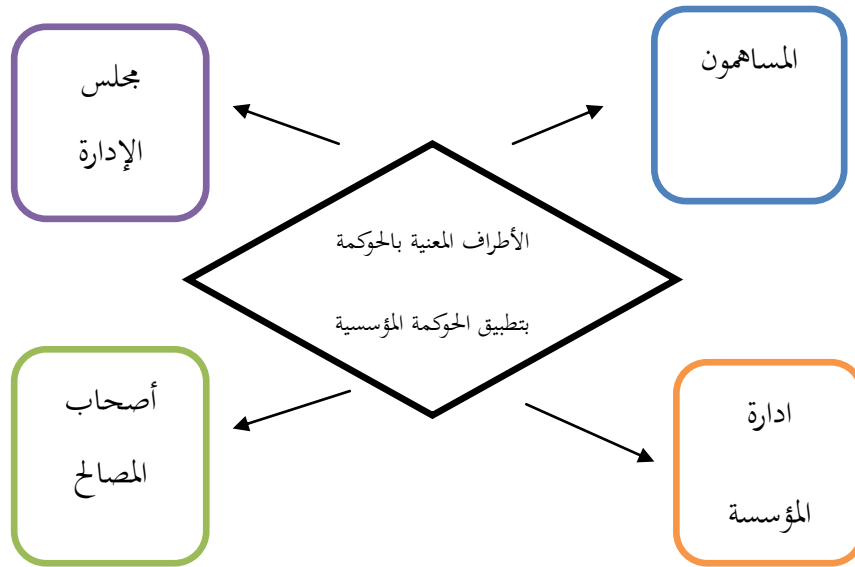 المساهمون
مجلس
الإدارة
الأطراف المعنية بالحوكمة
بتطبيق الحوكمة المؤسسية
ادارة
المؤسسة
أصحاب
المصالح